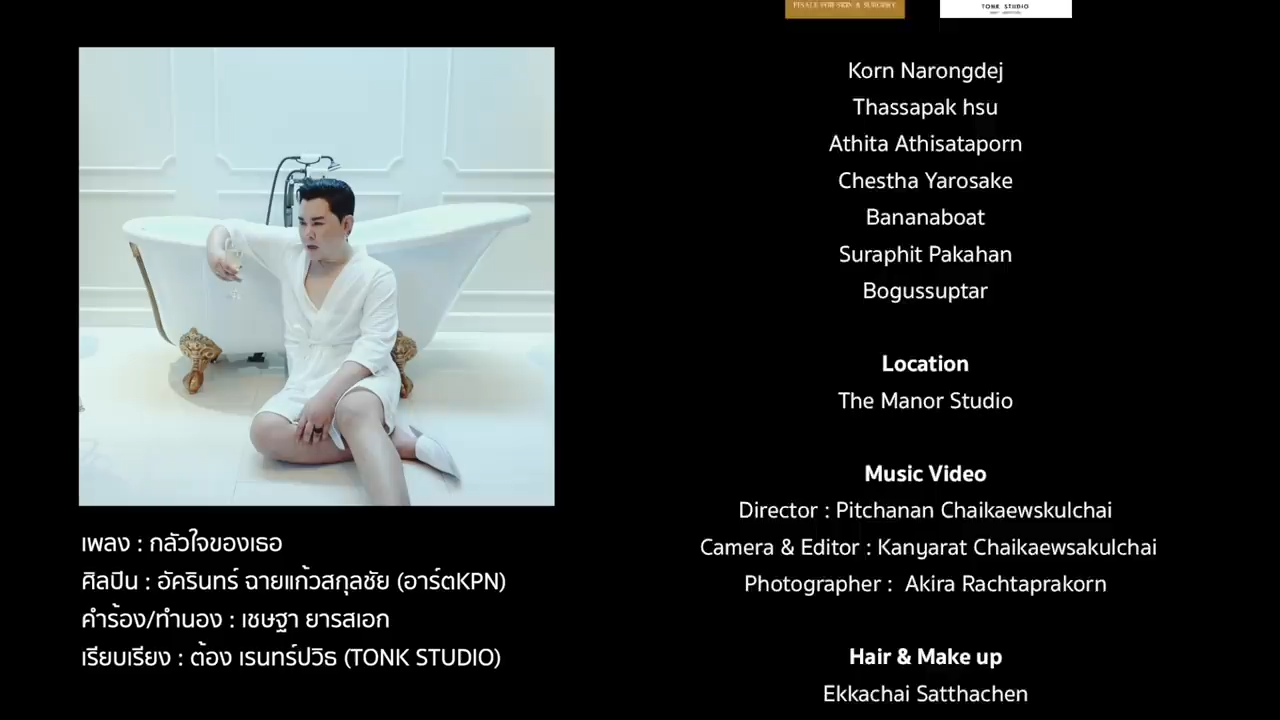 FISALE FOR SKIN & SURGERY
TONK STUDIO
Korn Narongdej
Thassapak hsu
Athita Athisataporn
Chestha Yarosake
Bananaboat
Suraphit Pakahan
Bogussuptar
Location
The Manor Studio
Music Video
Director : Pitchanan Chaikaewskulchai
Camera & Editor : Kanyarat Chaikaewsakulchai
Photographer : Akira Rachtaprakorn
Hair & Make up
Ekkachai Satthachen
เพลง : กลัวใจของเธอ
ศิลปิน : อัครินทร์ ฉายแก้วสกุลชัย (อาร์ตKPN)
คำร้อง/ทำนอง : เชษฐา ยารสเอก
เรียบเรียง : ต้อง เรนทร์ปวิธ (TONK STUDIO)